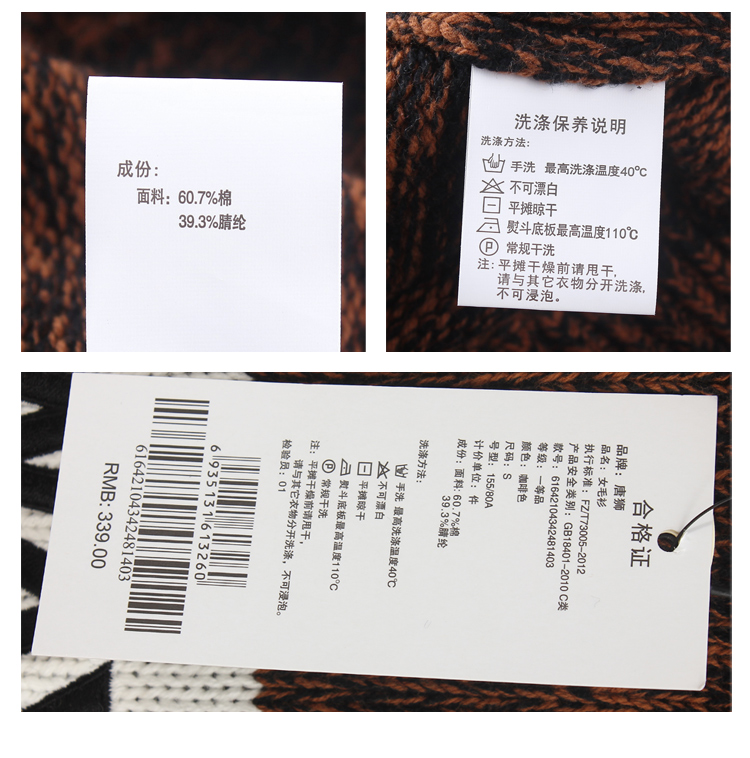 成份：
面料：60.7%棉
39.3%腈纶
洗涤保养说明
洗涤方法：
手洗 最高洗涤温度40℃
不可漂白
平摊晾干
熨斗底板最高温度110℃
P 常规干洗
注：平摊干燥前请甩干，
请与其它衣物分开洗涤，
不可浸泡。
合格证
品牌：唐狮
品名：女毛衫
执行标准：FZ/T73005-2012
产品安全类别：GB18401-2010 C类
款号：61642104342481403
等级：一等品
颜色：咖啡色
尺码：S
号型：155/80A
计价单位：件
成份：面料：60.7%棉
39.3%腈纶
洗涤方法：
手洗 最高洗涤温度40℃
不可漂白
平摊晾干
熨斗底板最高温度110℃
P 常规干洗
注：平摊干燥前请甩干，
请与其它衣物分开洗涤，不可浸泡。
检验员：01
6935131613260
61642104342481403
RMB: 339.00